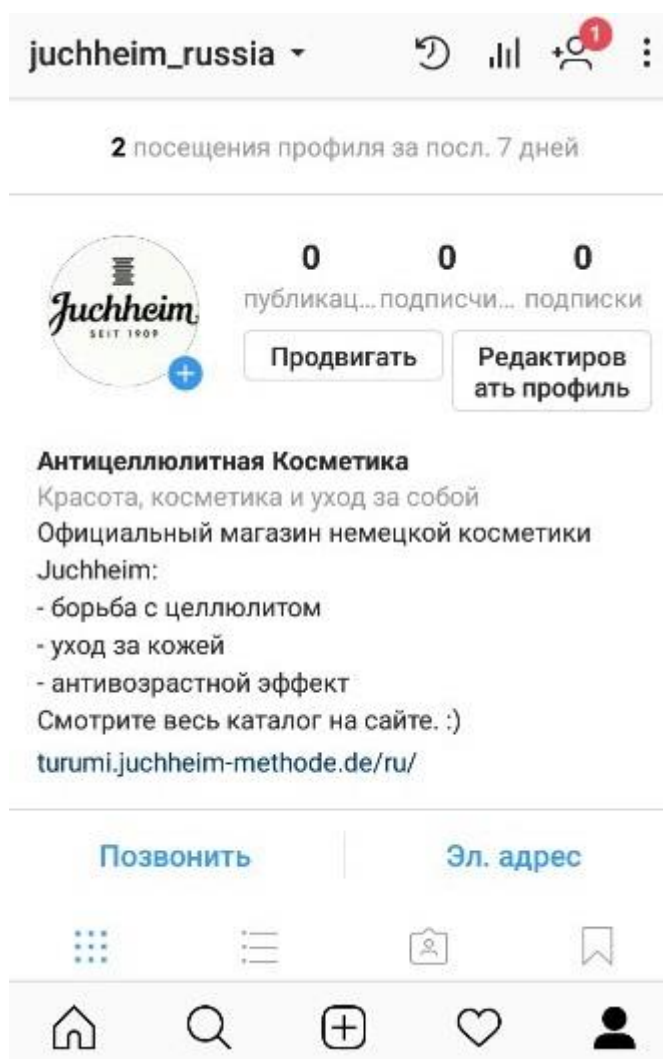 juchheim_russia
1
2 посещения профиля за посл. 7 дней
Juchheim
SEIT 1909
0 0 0
публикац... подписчи... подписки
Продвигать
Редактиров
ать профиль
Антицеллюлитная Косметика
Красота, косметика и уход за собой
Официальный магазин немецкой косметики
Juchheim:
- борьба с целлюлитом
- уход за кожей
- антивозрастной эффект
Смотрите весь каталог на сайте. :)
turumi.juchheim-methode.de/ru/
Позвонить Эл. адрес